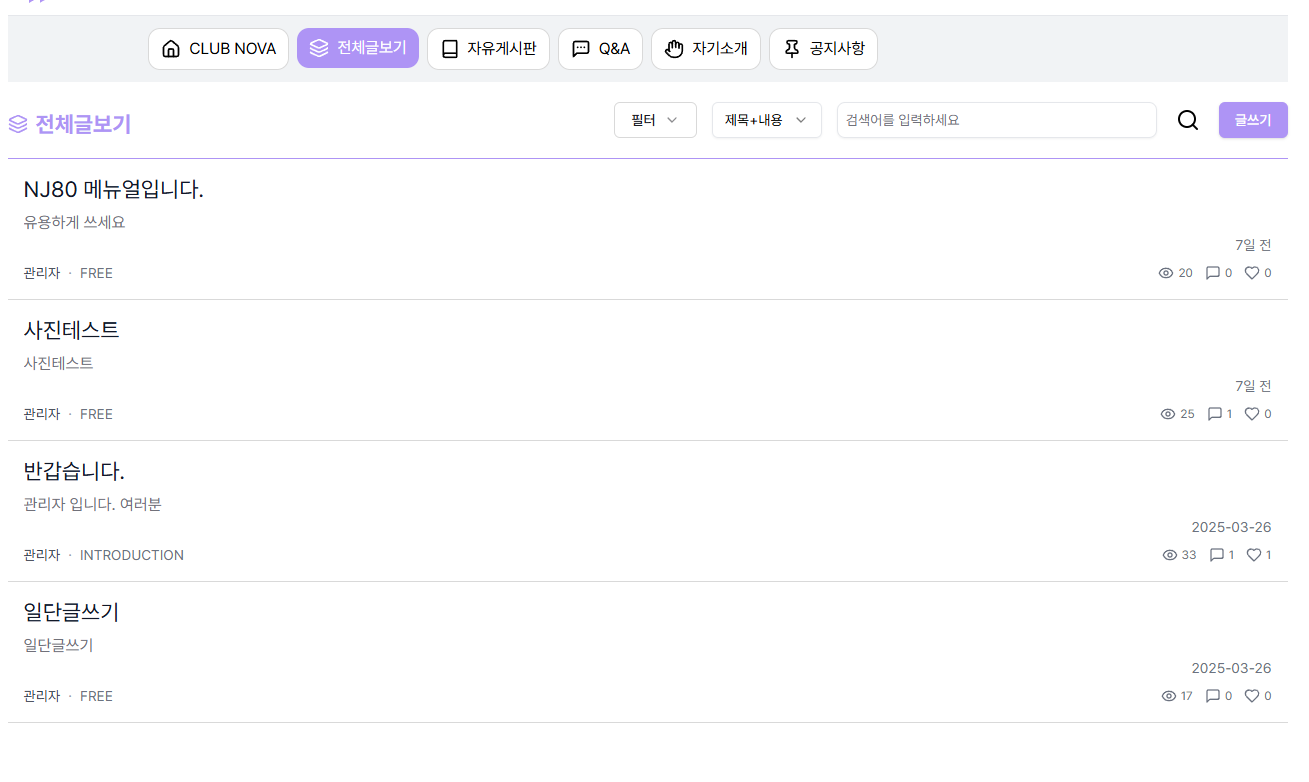 CLUB NOVA 전체글보기 자유게시판 Q&A 자기소개 공지사항
전체글보기 필터 제목+내용 검색어를 입력하세요 글쓰기
NJ80 메뉴얼입니다.
유용하게 쓰세요
7일 전
관리자 · FREE 20 0 0
사진테스트
사진테스트
7일 전
관리자 · FREE 25 1 0
반갑습니다.
관리자 입니다. 여러분
2025-03-26
관리자 · INTRODUCTION 33 1 1
일단글쓰기
일단글쓰기
2025-03-26
관리자 · FREE 17 0 0